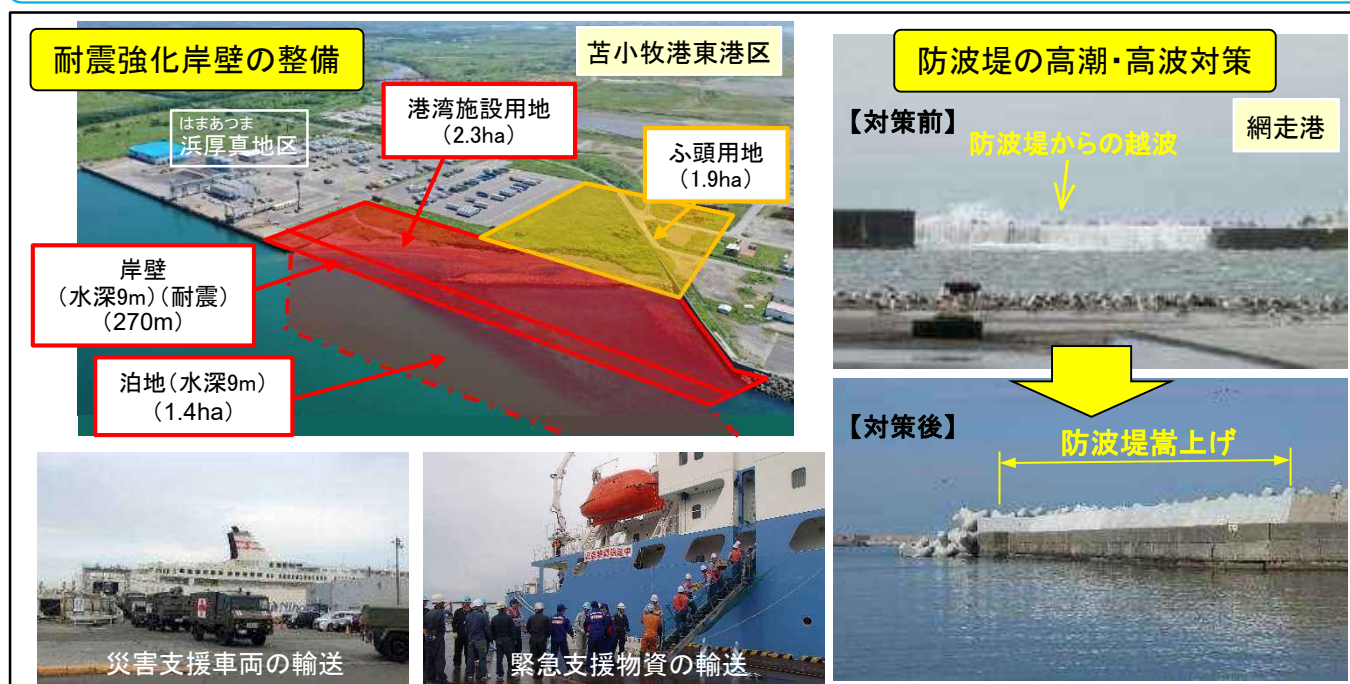 耐震強化岸壁の整備
苫小牧港東港区
はまあつま
浜厚真地区
港湾施設用地
(2.3ha)
ふ頭用地
(1.9ha)
岸壁
(水深9m)(耐震)
(270m)
泊地(水深9m)
(1.4ha)
災害支援車両の輸送
緊急支援物資の輸送
防波堤の高潮・高波対策
【対策前】
網走港
防波堤からの越波
【対策後】
防波堤嵩上げ